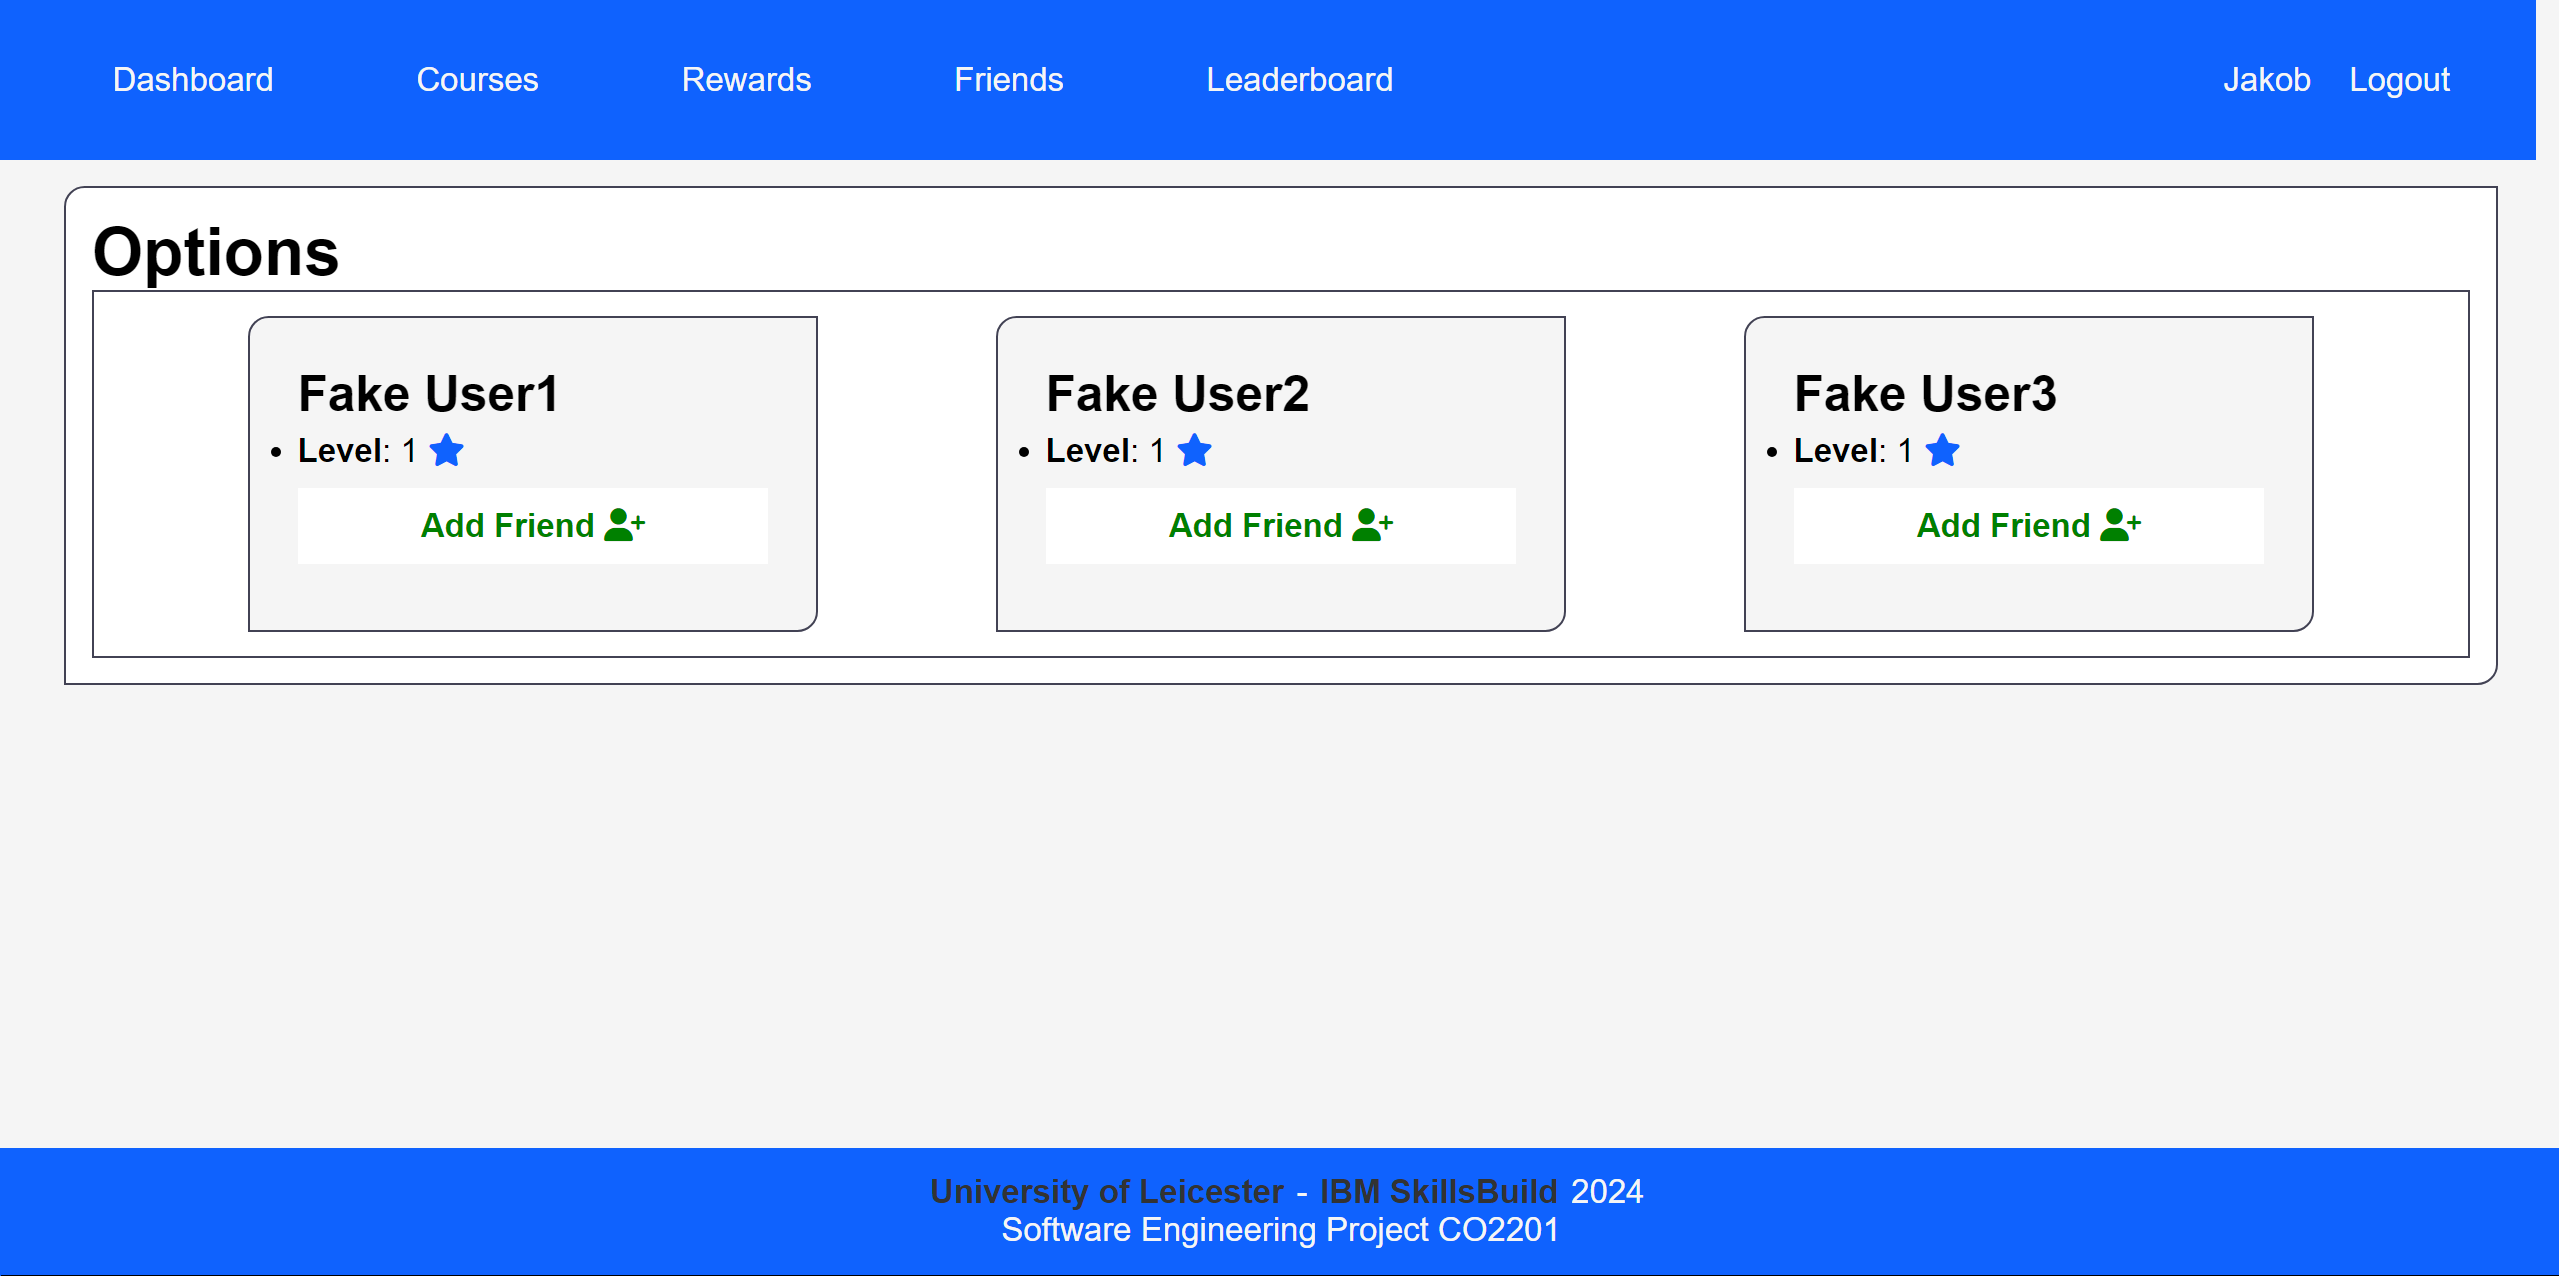 Dashboard Courses Rewards Friends Leaderboard Jakob Logout
Options
Fake User1
Level: 1
Add Friend
Fake User2
Level: 1
Add Friend
Fake User3
Level: 1
Add Friend
University of Leicester - IBM SkillsBuild 2024
Software Engineering Project CO2201